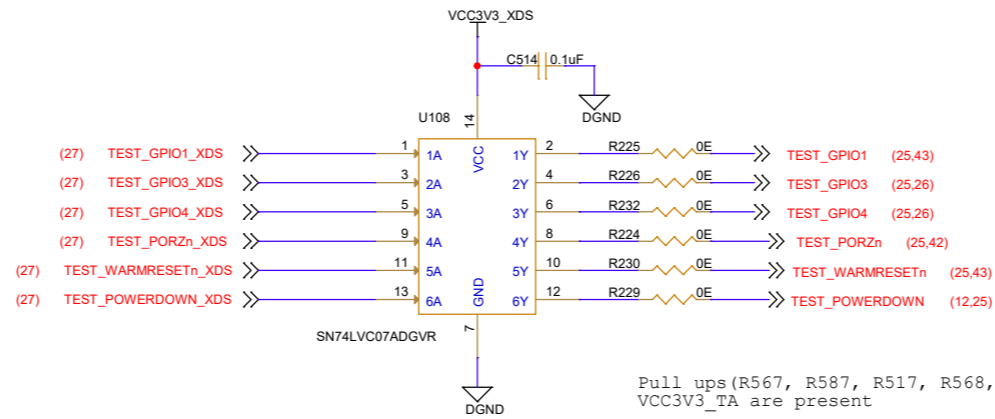 VCC3V3_XDS
C514 0.1uF
DGND
U108
14
VCC
(27) TEST_GPIO1_XDS 1 1A 1Y 2 R225 0E TEST_GPIO1 (25,43)
(27) TEST_GPIO3_XDS 3 2A 2Y 4 R226 0E TEST_GPIO3 (25,26)
(27) TEST_GPIO4_XDS 5 3A 3Y 6 R232 0E TEST_GPIO4 (25,26)
(27) TEST_PORZn_XDS 9 4A 4Y 8 R224 0E TEST_PORZn (25,42)
(27) TEST_WARMRESETn_XDS 11 5A 5Y 10 R230 0E TEST_WARMRESETn (25,43)
(27) TEST_POWERDOWN_XDS 13 6A 6Y 12 R229 0E TEST_POWERDOWN (12,25)
GND
7
SN74LVC07ADGVR
DGND
Pull ups(R567, R587, R517, R568,
VCC3V3_TA are present